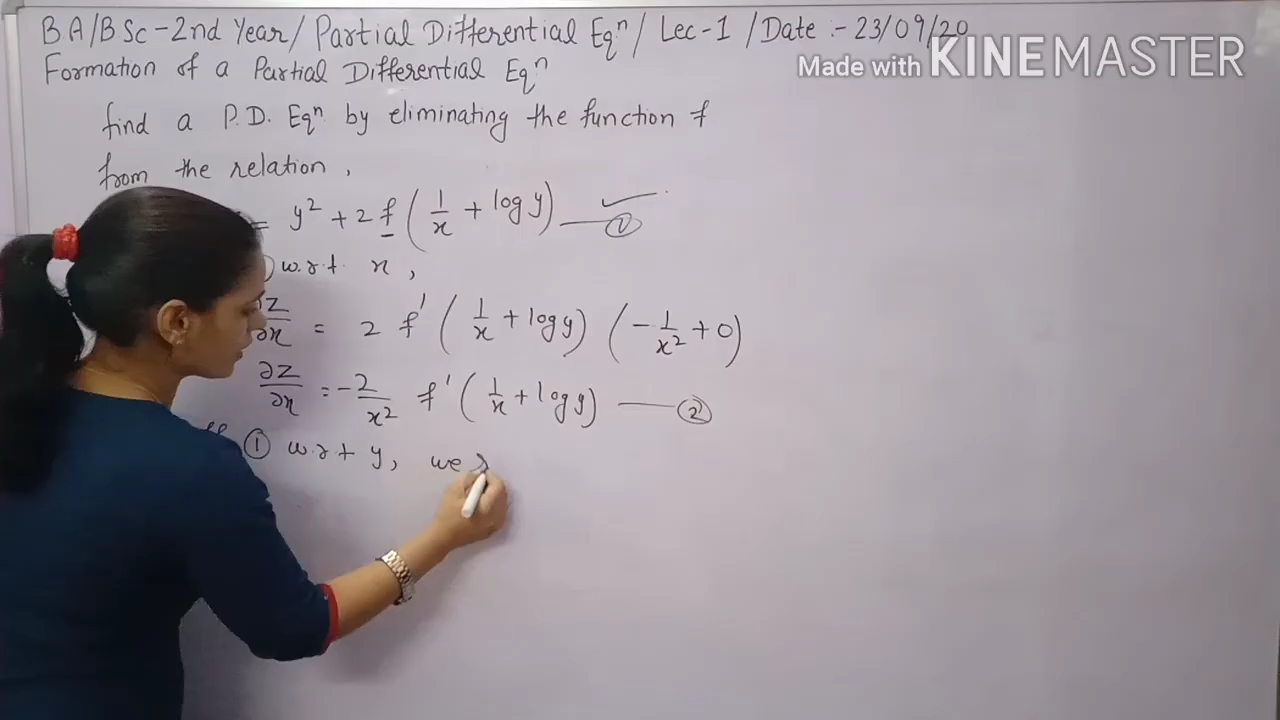 BA/BSc-2nd Year/ Partial Differential Eqⁿ/ Lec-1 /Date :- 23/09/20
Made with KINEMASTER
Formation of a Partial Differential Eqⁿ
find a P.D. Eqⁿ by eliminating the function f
from the relation,
= y² + 2 f (1/x + log y) — ①
w.r.t. x,
∂z/∂x = 2 f' (1/x + log y) (-1/x² + 0)
∂z/∂x = -2/x² f' (1/x + log y) — ②
① w.r.t y, we